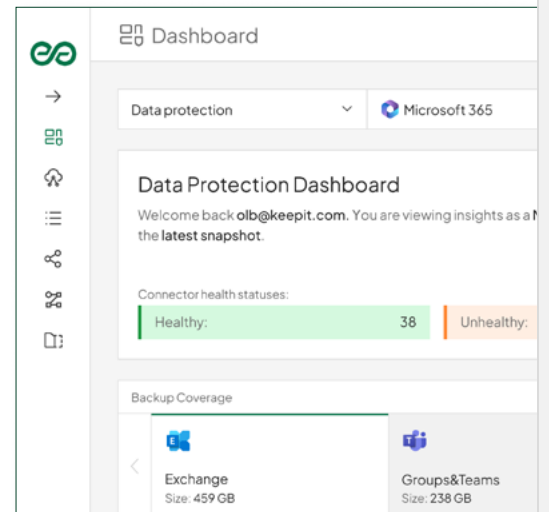 Dashboard
Data protection
Microsoft 365
Data Protection Dashboard
Welcome back olb@keepit.com. You are viewing insights as a
the latest snapshot.
Connector health statuses:
Healthy: 38
Unhealthy:
Backup Coverage
Exchange
Groups&Teams
Size: 459 GB
Size: 238 GB